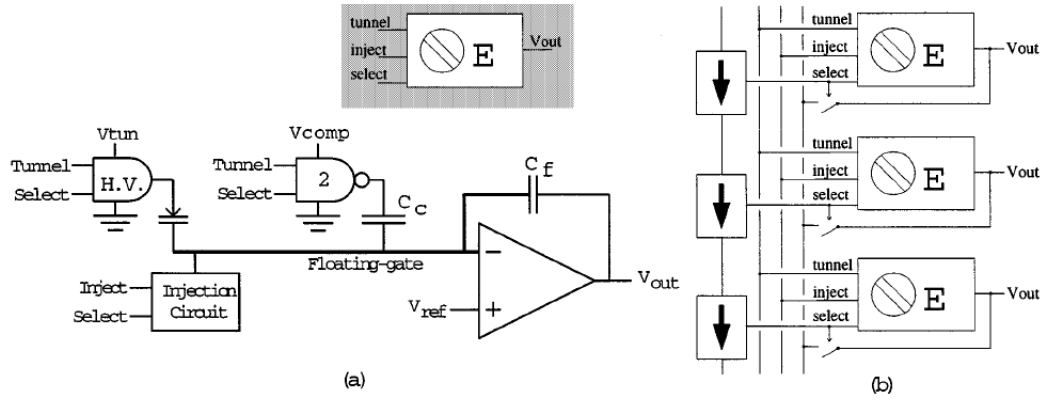 tunnel
inject
select
E
Vout
Vtun
Tunnel
Select
H.V.
Vcomp
Tunnel
Select
2
Cc
Cf
Floating-gate
Inject
Select
Injection
Circuit
Vref
−
+
Vout
(a)
tunnel
inject
select
E
Vout
tunnel
inject
select
E
Vout
tunnel
inject
select
E
Vout
(b)